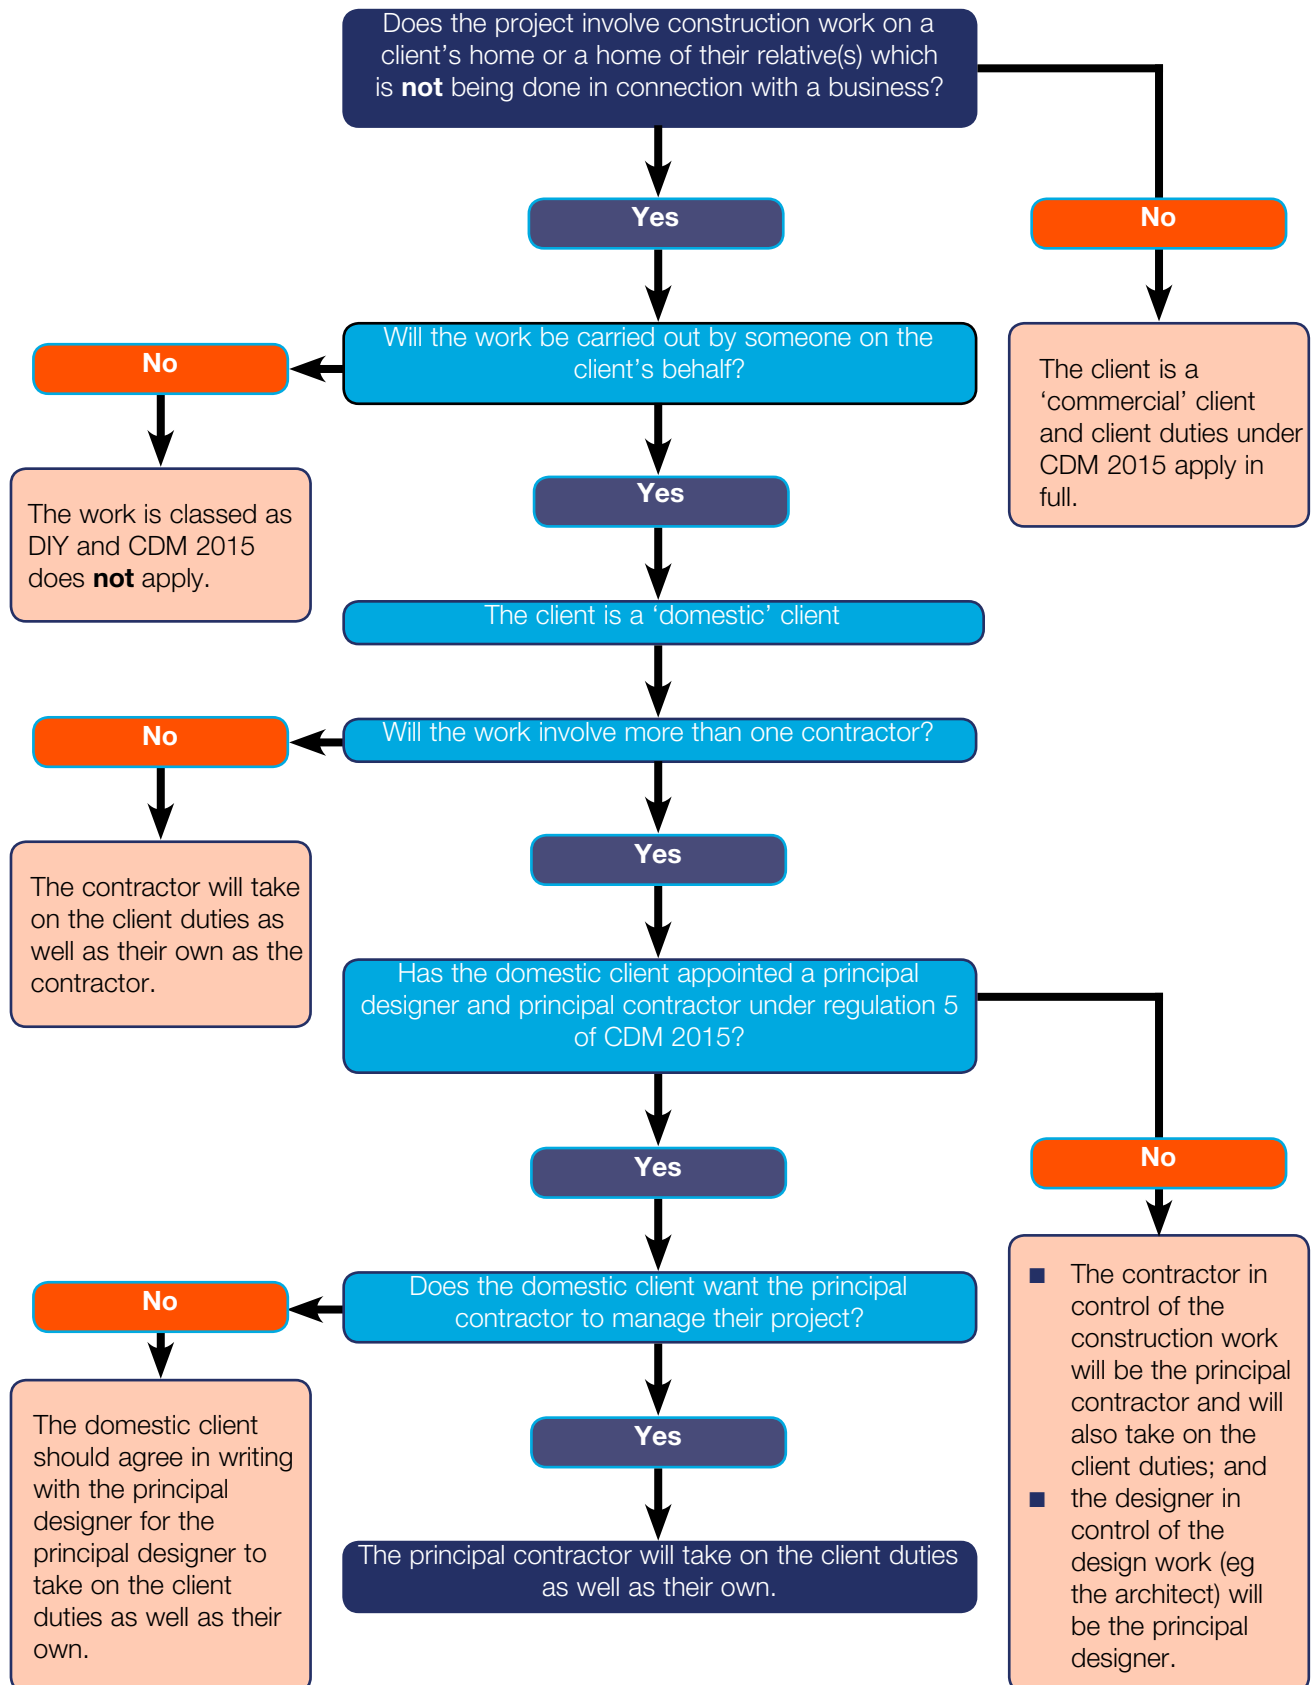 Does the project involve construction work on a
client’s home or a home of their relative(s) which
is not being done in connection with a business?
Yes
No
Will the work be carried out by someone on the
client’s behalf?
No
The client is a
‘commercial’ client
and client duties under
CDM 2015 apply in
full.
Yes
The work is classed as
DIY and CDM 2015
does not apply.
The client is a ‘domestic’ client
Will the work involve more than one contractor?
No
Yes
The contractor will take
on the client duties as
well as their own as the
contractor.
Has the domestic client appointed a principal
designer and principal contractor under regulation 5
of CDM 2015?
Yes
No
Does the domestic client want the principal
contractor to manage their project?
No
■ The contractor in
control of the
construction work
will be the principal
contractor and will
also take on the
client duties; and
■ the designer in
control of the
design work (eg
the architect) will
be the principal
designer.
The domestic client
should agree in writing
with the principal
designer for the
principal designer to
take on the client
duties as well as their
own.
Yes
The principal contractor will take on the client duties
as well as their own.